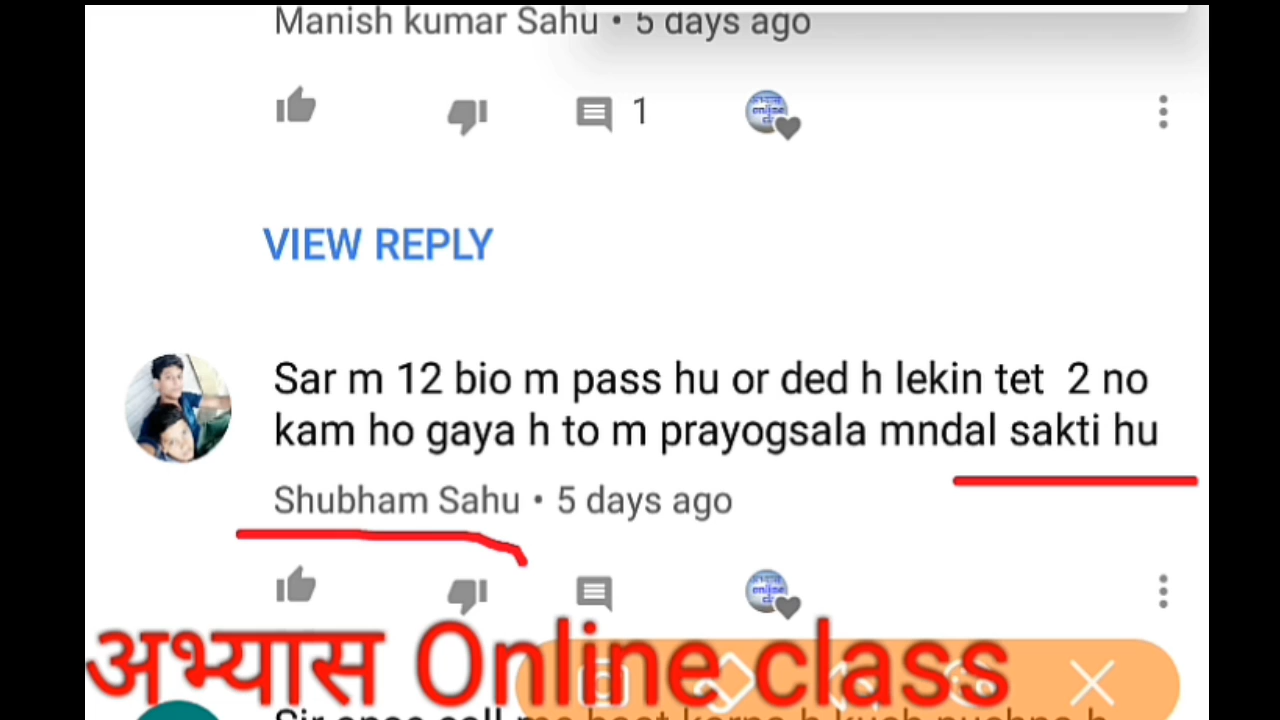 Manish kumar Sahu • 5 days ago
1
VIEW REPLY
Sar m 12 bio m pass hu or ded h lekin tet 2 no
kam ho gaya h to m prayogsala mndal sakti hu
Shubham Sahu • 5 days ago
अभ्यास Online class